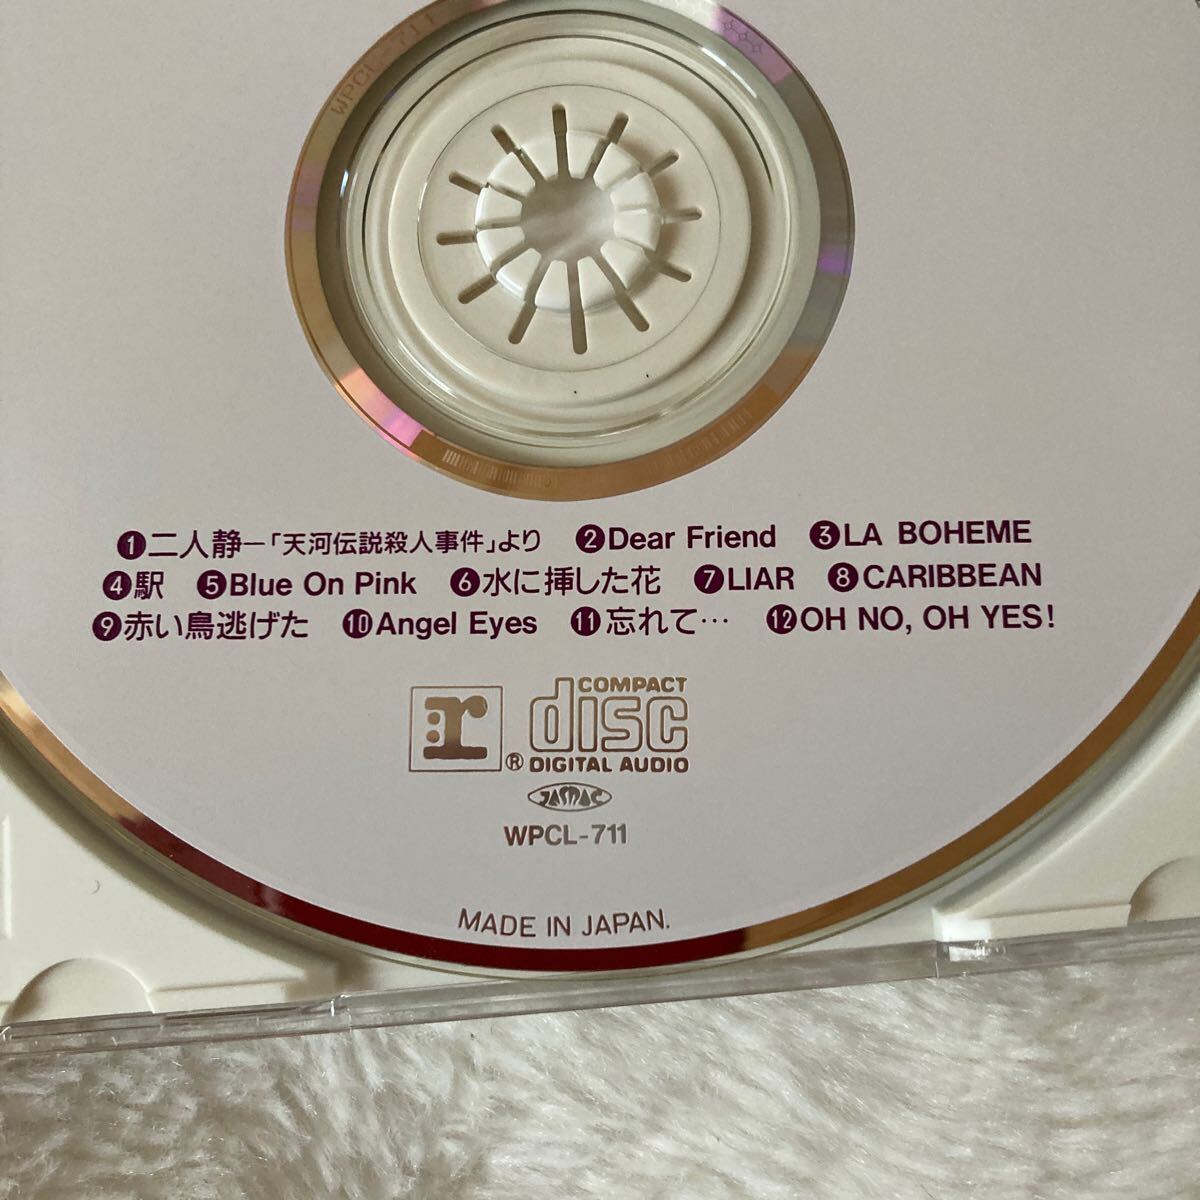 WPCL-711
❶二人静―「天河伝説殺人事件」より ❷Dear Friend ❸LA BOHEME
❹駅 ❺Blue On Pink ❻水に挿した花 ❼LIAR ❽CARIBBEAN
❾赤い鳥逃げた ❿Angel Eyes ⓫忘れて… ⓬OH NO, OH YES!
r®
COMPACT
disc
DIGITAL AUDIO
JASRAC
WPCL-711
MADE IN JAPAN.